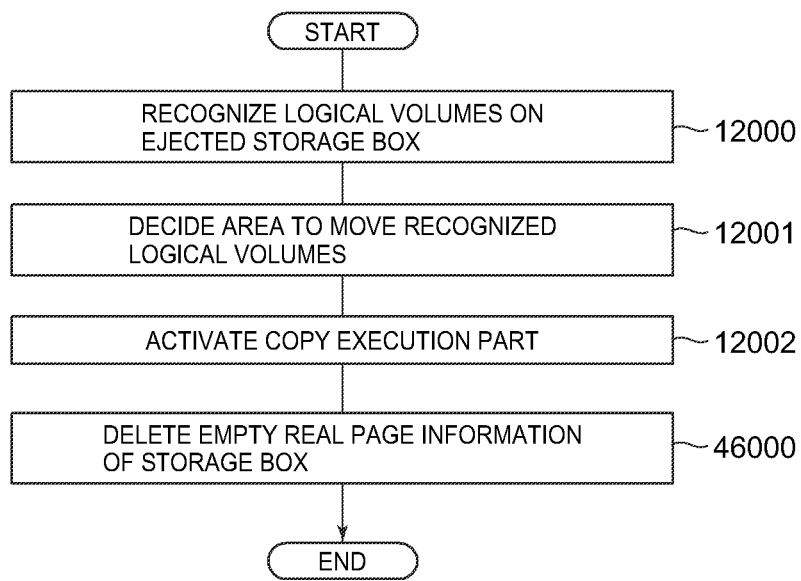 START
RECOGNIZE LOGICAL VOLUMES ON
EJECTED STORAGE BOX
12000
DECIDE AREA TO MOVE RECOGNIZED
LOGICAL VOLUMES
12001
ACTIVATE COPY EXECUTION PART
12002
DELETE EMPTY REAL PAGE INFORMATION
OF STORAGE BOX
46000
END